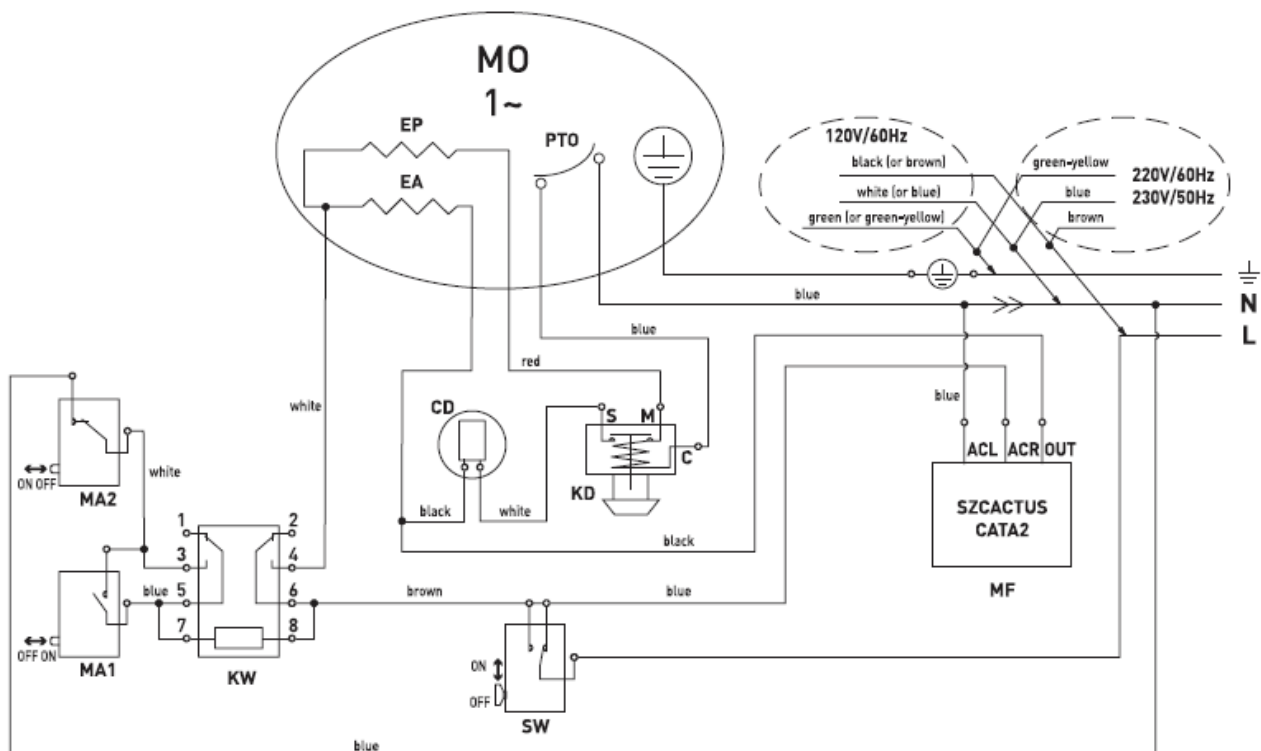 MO
1~
EP
PTO
EA
120V/60Hz
black (or brown)
white (or blue)
green (or green-yellow)
green-yellow
220V/60Hz
blue
230V/50Hz
brown
blue
N
L
blue
red
white
blue
CD
S M
C
KD
ACL ACR OUT
SZCACTUS
CATA2
MF
white
ON OFF
MA2
black
white
black
1 2
3 4
5 6
7 8
blue
brown
blue
OFF ON
MA1
KW
ON
OFF
SW
blue